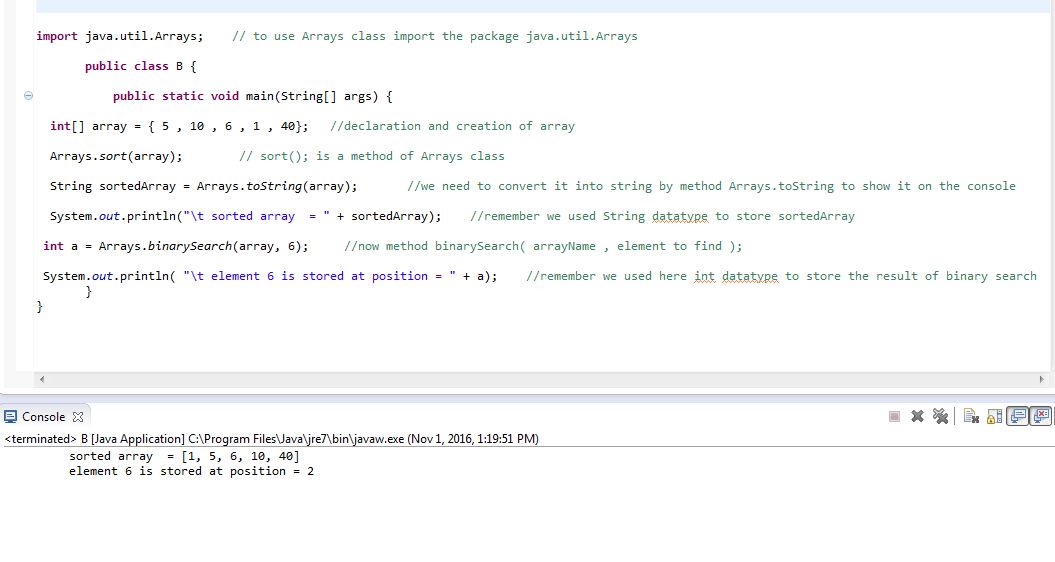 import java.util.Arrays;    // to use Arrays class import the package java.util.Arrays
public class B {
public static void main(String[] args) {
int[] array = { 5 , 10 , 6 , 1 , 40};   //declaration and creation of array
Arrays.sort(array);        // sort(); is a method of Arrays class
String sortedArray = Arrays.toString(array);       //we need to convert it into string by method Arrays.toString to show it on the console
System.out.println("\t sorted array  = " + sortedArray);    //remember we used String datatype to store sortedArray
int a = Arrays.binarySearch(array, 6);     //now method binarySearch( arrayName , element to find );
System.out.println( "\t element 6 is stored at position = " + a);    //remember we used here int datatype to store the result of binary search
}
}
Console
<terminated> B [Java Application] C:\Program Files\Java\jre7\bin\javaw.exe (Nov 1, 2016, 1:19:51 PM)
sorted array  = [1, 5, 6, 10, 40]
element 6 is stored at position = 2